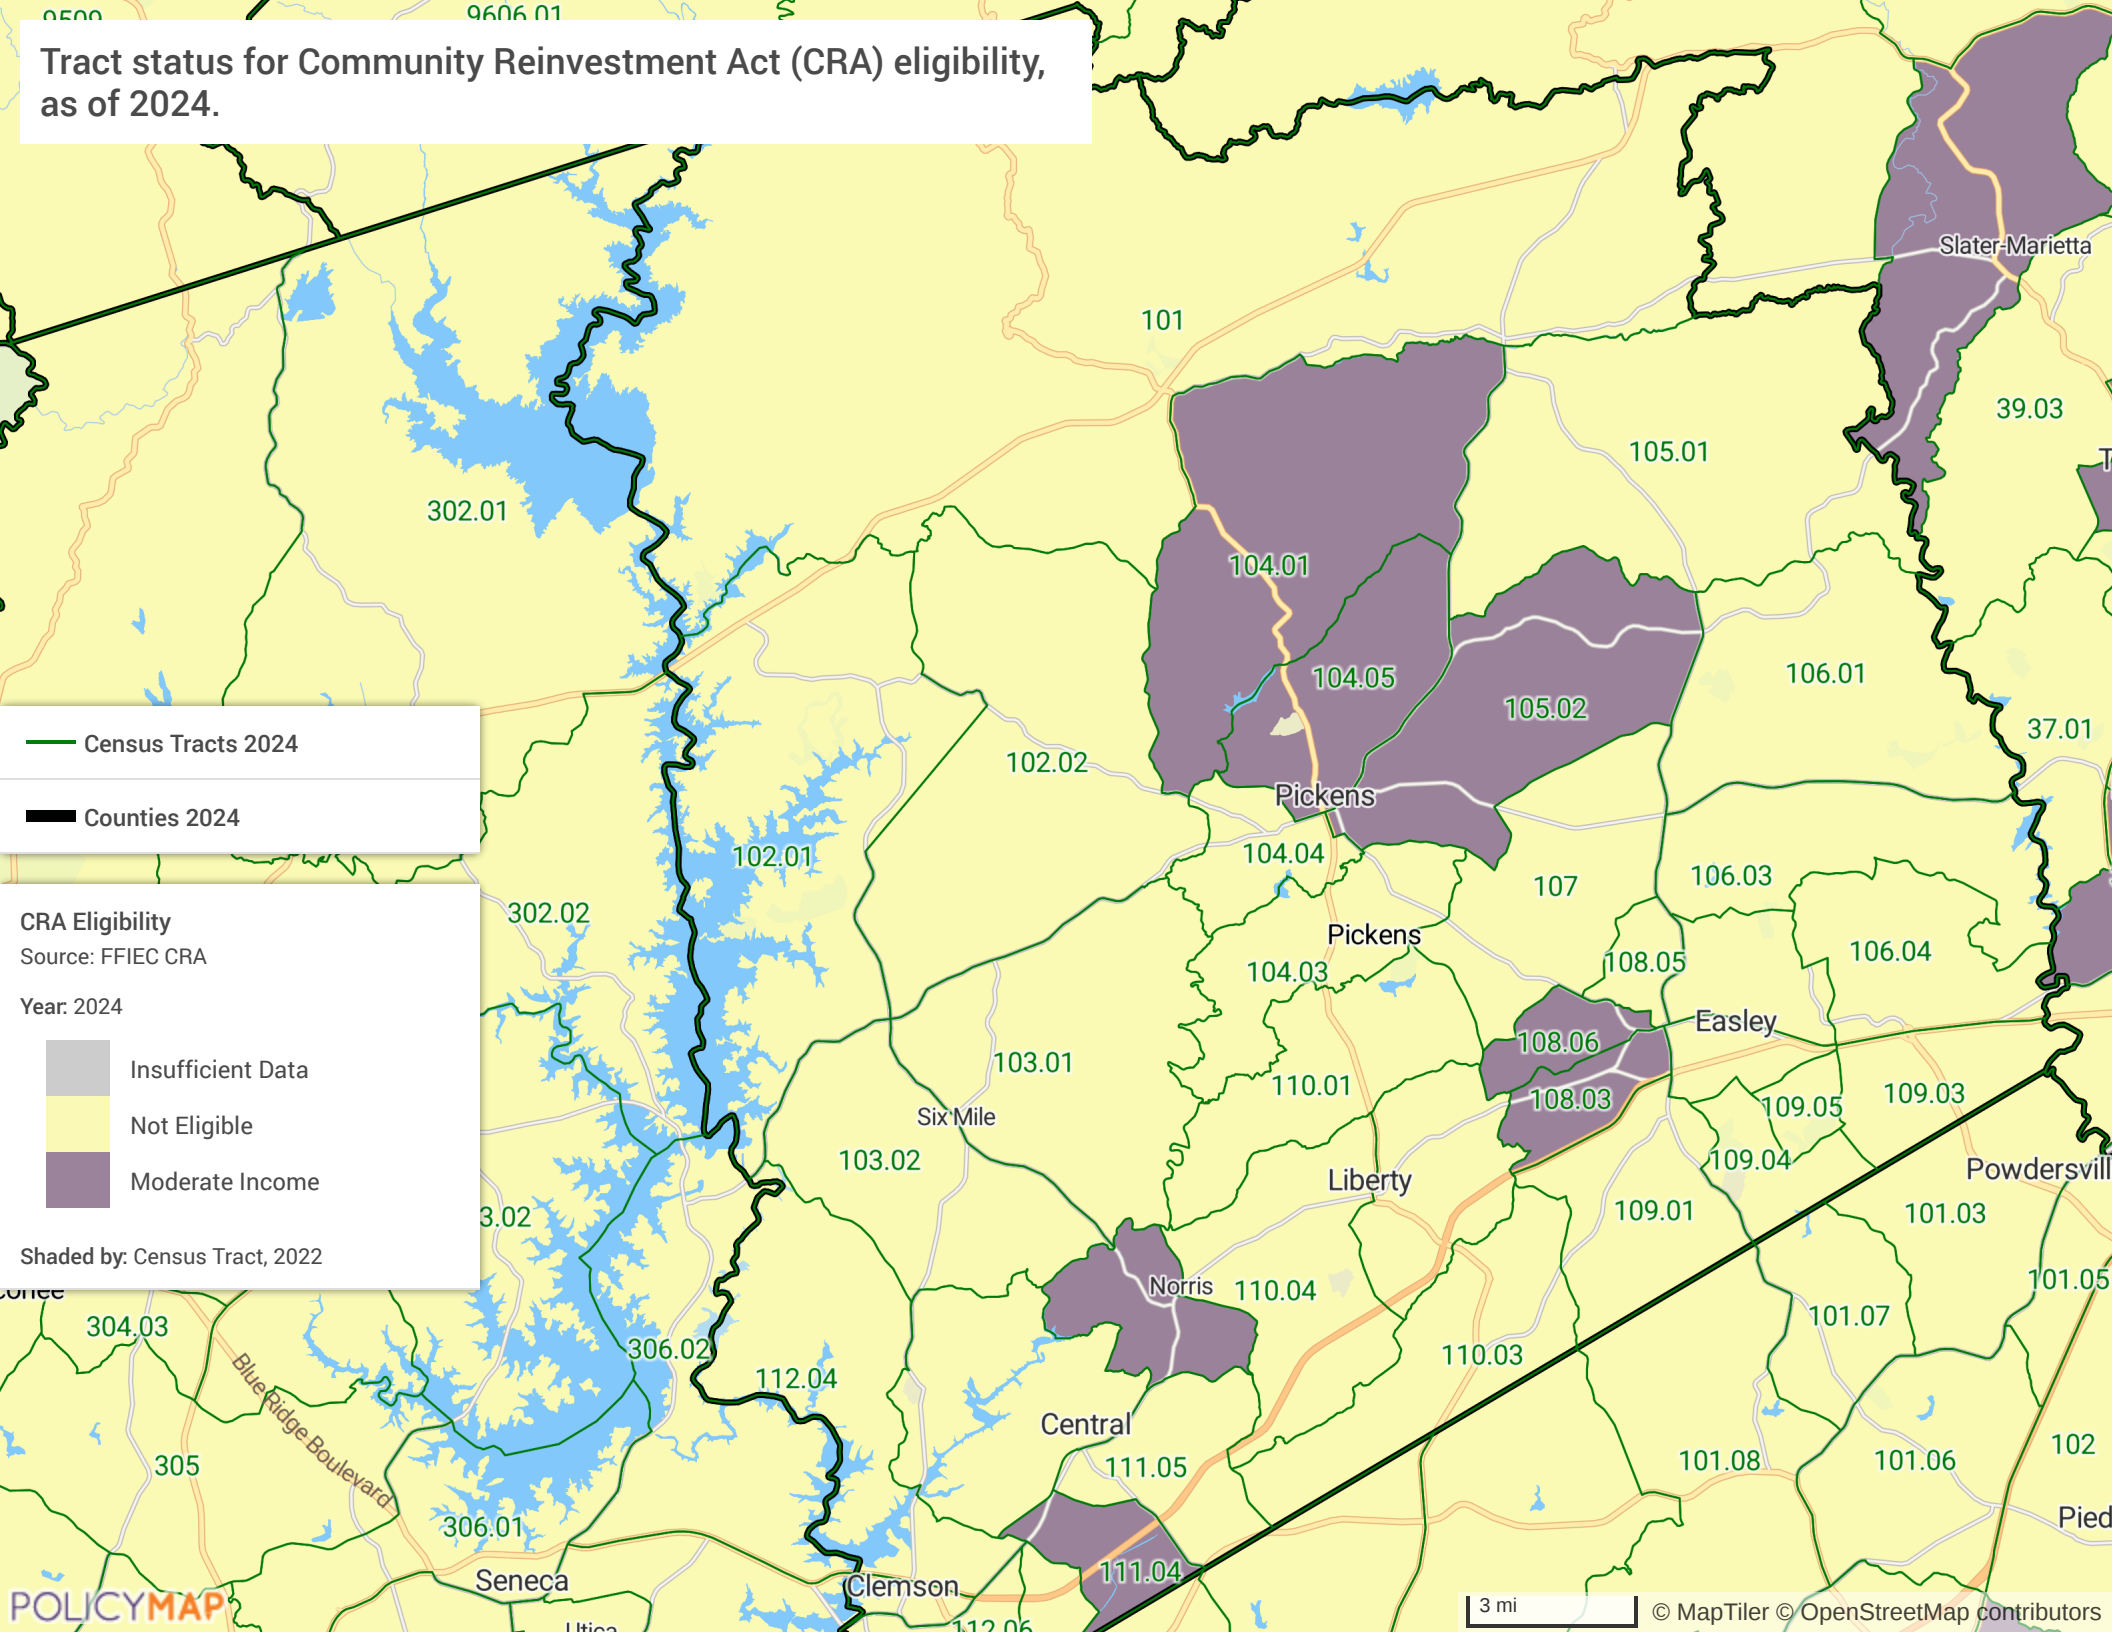 9509
9606.01
Tract status for Community Reinvestment Act (CRA) eligibility,
as of 2024.
Slater-Marietta
101
39.03
105.01
302.01
104.01
104.05
105.02
106.01
37.01
Census Tracts 2024
Counties 2024
102.02
Pickens
102.01
104.04
107
106.03
302.02
Pickens
104.03
108.05
106.04
CRA Eligibility
Source: FFIEC CRA
Year: 2024
Insufficient Data
Not Eligible
Moderate Income
Shaded by: Census Tract, 2022
Easley
108.06
103.01
110.01
108.03
109.05
109.03
Six Mile
103.02
Liberty
109.04
Powdersvill
3.02
109.01
101.03
Norris
110.04
101.05
304.03
306.02
112.04
110.03
101.07
Blue Ridge Boulevard
Central
305
111.05
101.08
101.06
102
306.01
Pied
Seneca
Clemson
111.04
112.06
Utica
POLICYMAP
3 mi
© MapTiler © OpenStreetMap contributors